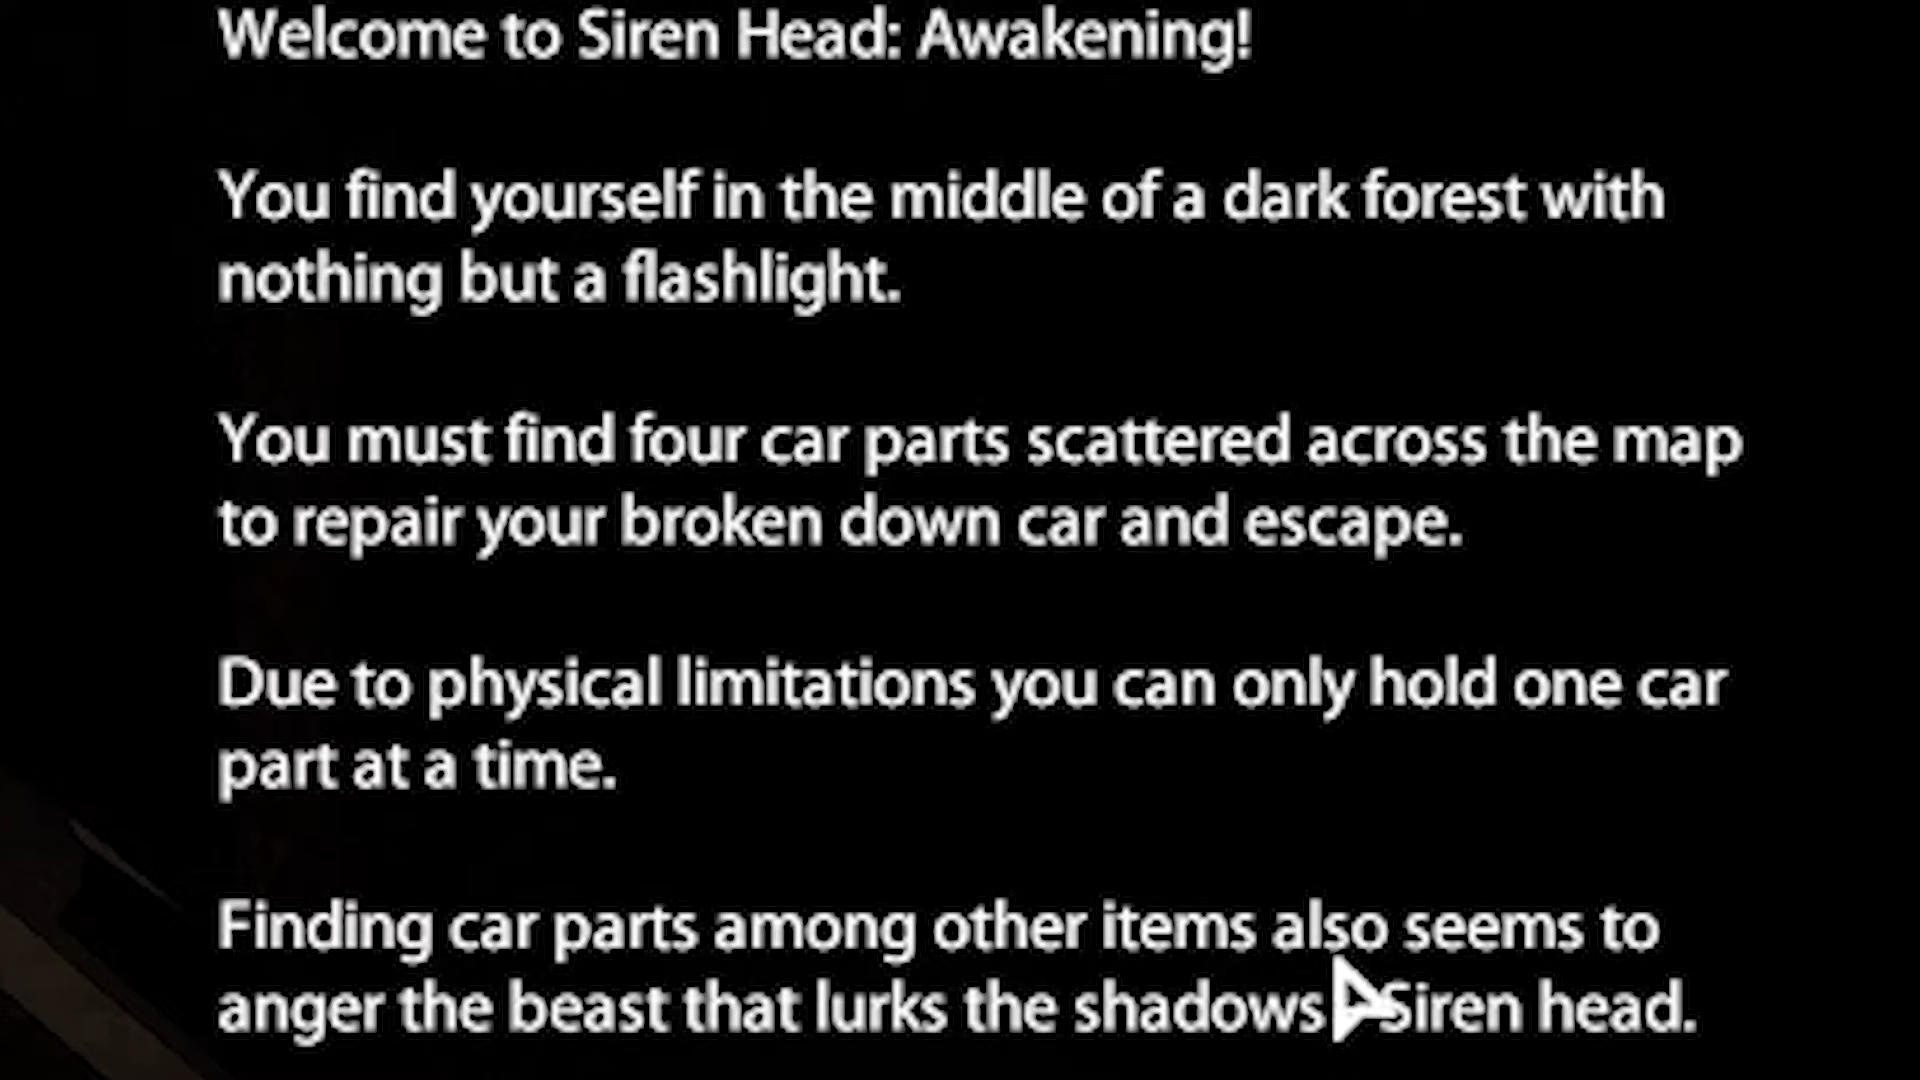 Welcome to Siren Head: Awakening!
You find yourself in the middle of a dark forest with
nothing but a flashlight.
You must find four car parts scattered across the map
to repair your broken down car and escape.
Due to physical limitations you can only hold one car
part at a time.
Finding car parts among other items also seems to
anger the beast that lurks the shadows - Siren head.